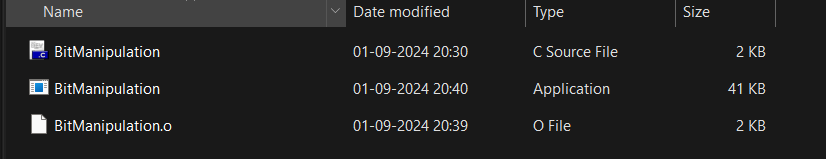 Name Date modified Type Size
BitManipulation 01-09-2024 20:30 C Source File 2 KB
BitManipulation 01-09-2024 20:40 Application 41 KB
BitManipulation.o 01-09-2024 20:39 O File 2 KB